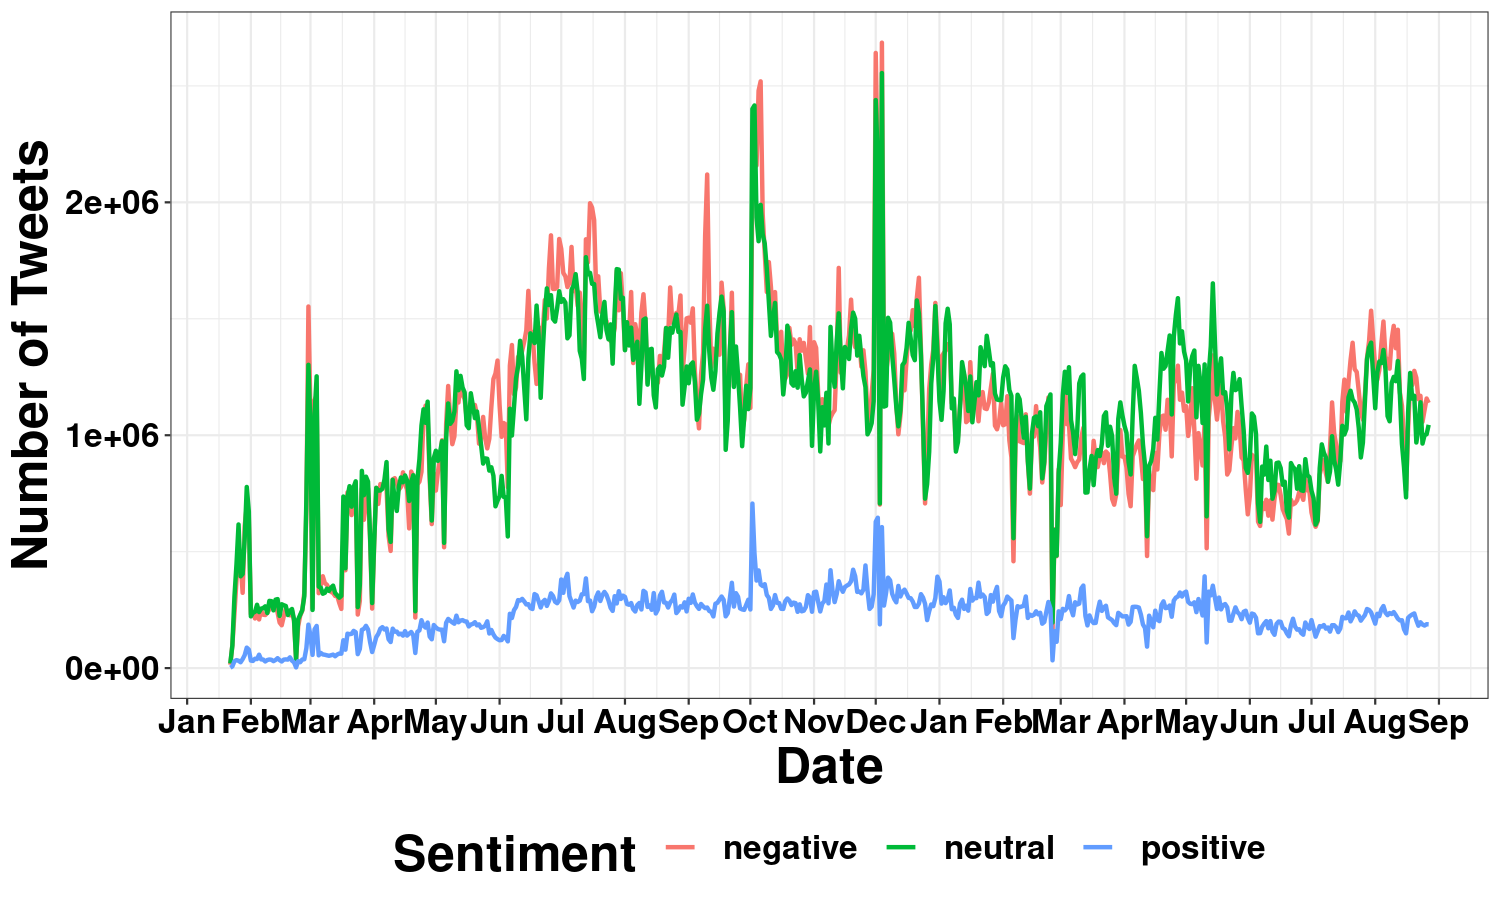 Number of Tweets
2e+06
1e+06
0e+00
Jan Feb Mar Apr May Jun Jul Aug Sep Oct Nov Dec Jan Feb Mar Apr May Jun Jul Aug Sep
Date
Sentiment negative neutral positive